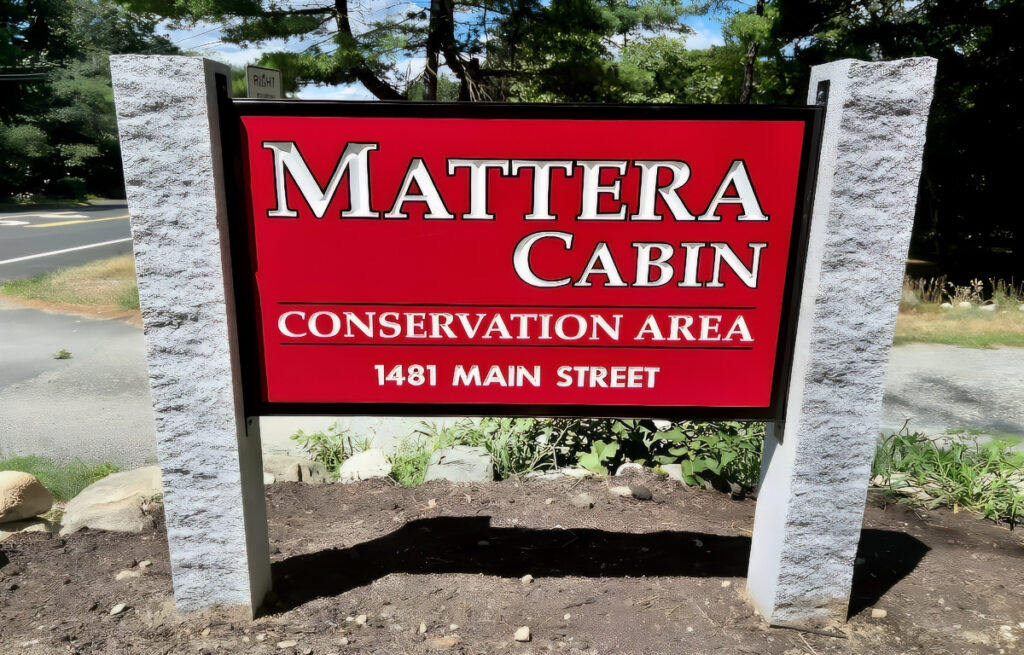 RIGHT
MATTERA
CABIN
CONSERVATION AREA
1481 MAIN STREET